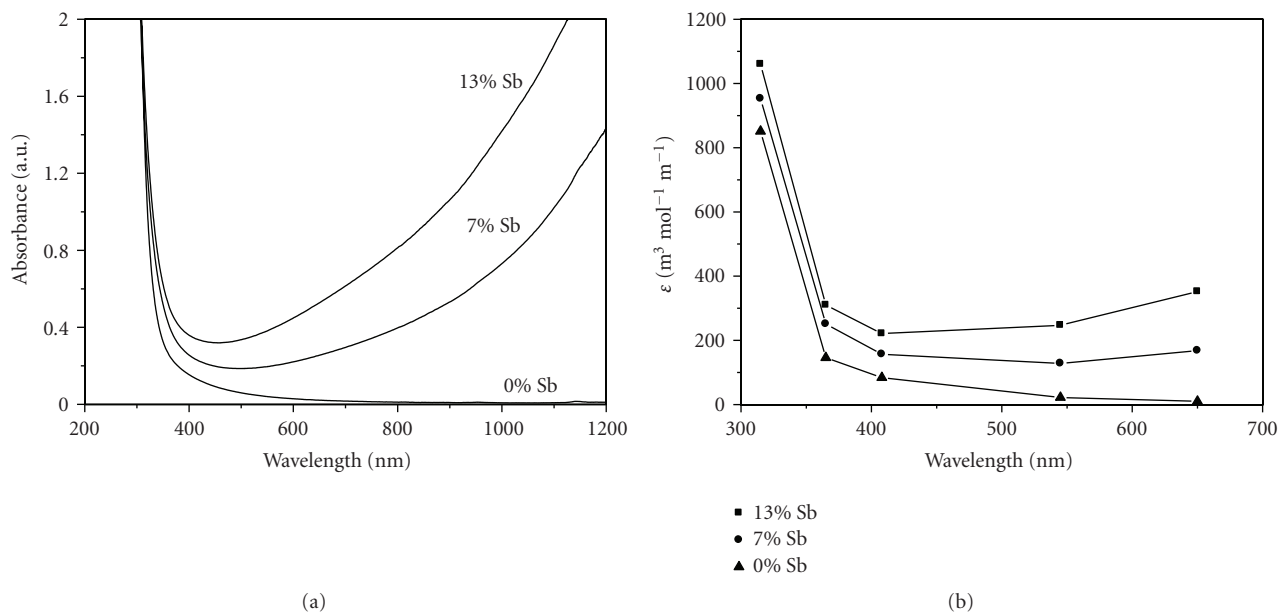 2
1.6
1.2
0.8
0.4
0
Absorbance (a.u.)
13% Sb
7% Sb
0% Sb
200 400 600 800 1000 1200
Wavelength (nm)
(a)
1200
1000
800
600
400
200
0
ε (m³ mol⁻¹ m⁻¹)
300 400 500 600 700
Wavelength (nm)
13% Sb
7% Sb
0% Sb
(b)